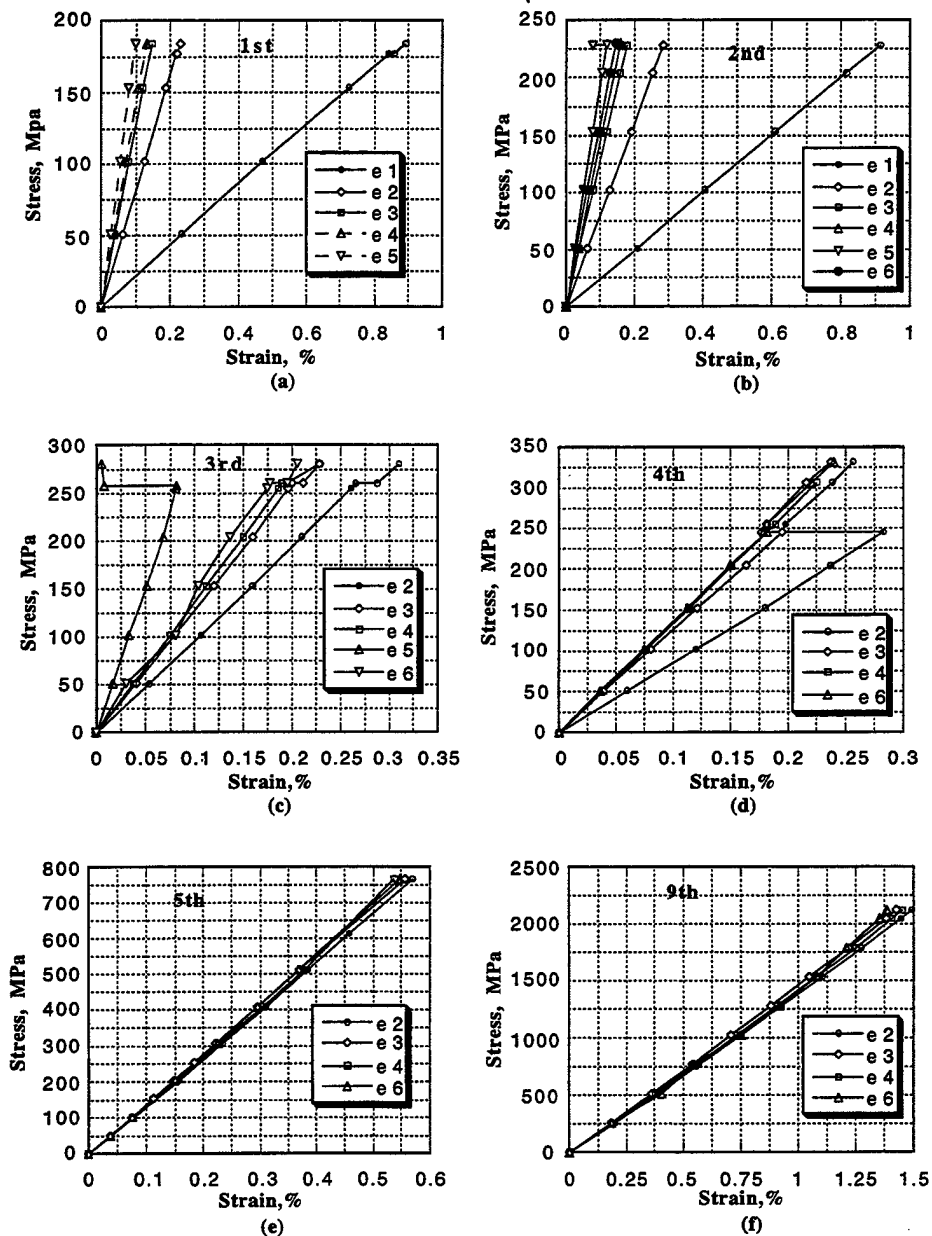 1st
Stress, Mpa
200
150
100
50
0
e 1
e 2
e 3
e 4
e 5
0 0.2 0.4 0.6 0.8 1
Strain, %
(a)
2nd
Stress, MPa
250
200
150
100
50
0
e 1
e 2
e 3
e 4
e 5
e 6
0 0.2 0.4 0.6 0.8 1
Strain,%
(b)
3rd
Stress, MPa
300
250
200
150
100
50
0
e 2
e 3
e 4
e 5
e 6
0 0.05 0.1 0.15 0.2 0.25 0.3 0.35
Strain,%
(c)
4th
Stress, MPa
350
300
250
200
150
100
50
0
e 2
e 3
e 4
e 6
0 0.05 0.1 0.15 0.2 0.25 0.3
Strain,%
(d)
5th
Stress, MPa
800
700
600
500
400
300
200
100
0
e 2
e 3
e 4
e 6
0 0.1 0.2 0.3 0.4 0.5 0.6
Strain,%
(e)
9th
Stress, MPa
2500
2000
1500
1000
500
0
e 2
e 3
e 4
e 6
0 0.25 0.5 0.75 1 1.25 1.5
Strain,%
(f)